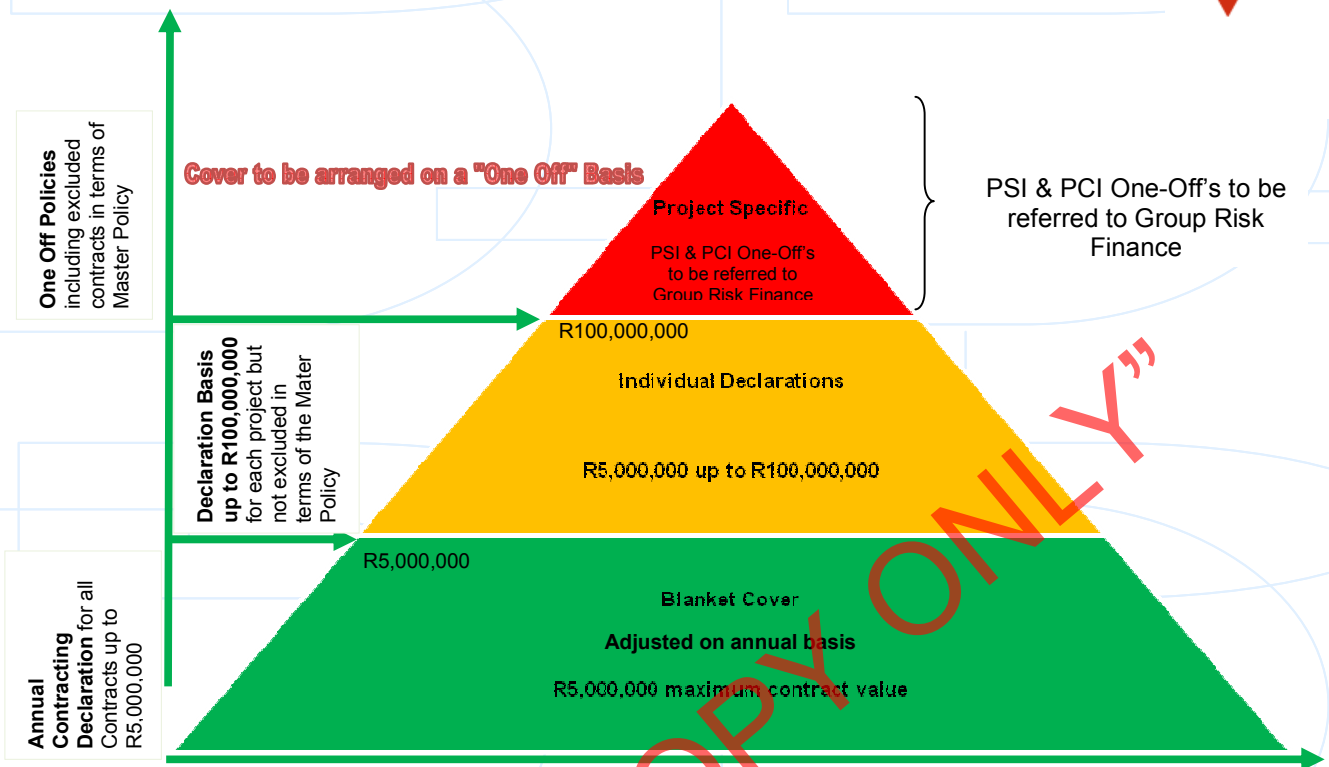 One Off Policies
including excluded
contracts in terms of
Master Policy
Cover to be arranged on a "One Off" Basis
Project Specific
PSI & PCI One-Off's
to be referred to
Group Risk Finance
PSI & PCI One-Off's to be
referred to Group Risk
Finance
Declaration Basis
up to R100,000,000
for each project but
not excluded in
terms of the Mater
Policy
R100,000,000
Individual Declarations
R5,000,000 up to R100,000,000
Annual
Contracting
Declaration for all
Contracts up to
R5,000,000
R5,000,000
Blanket Cover
Adjusted on annual basis
R5,000,000 maximum contract value
OPY ONLY”